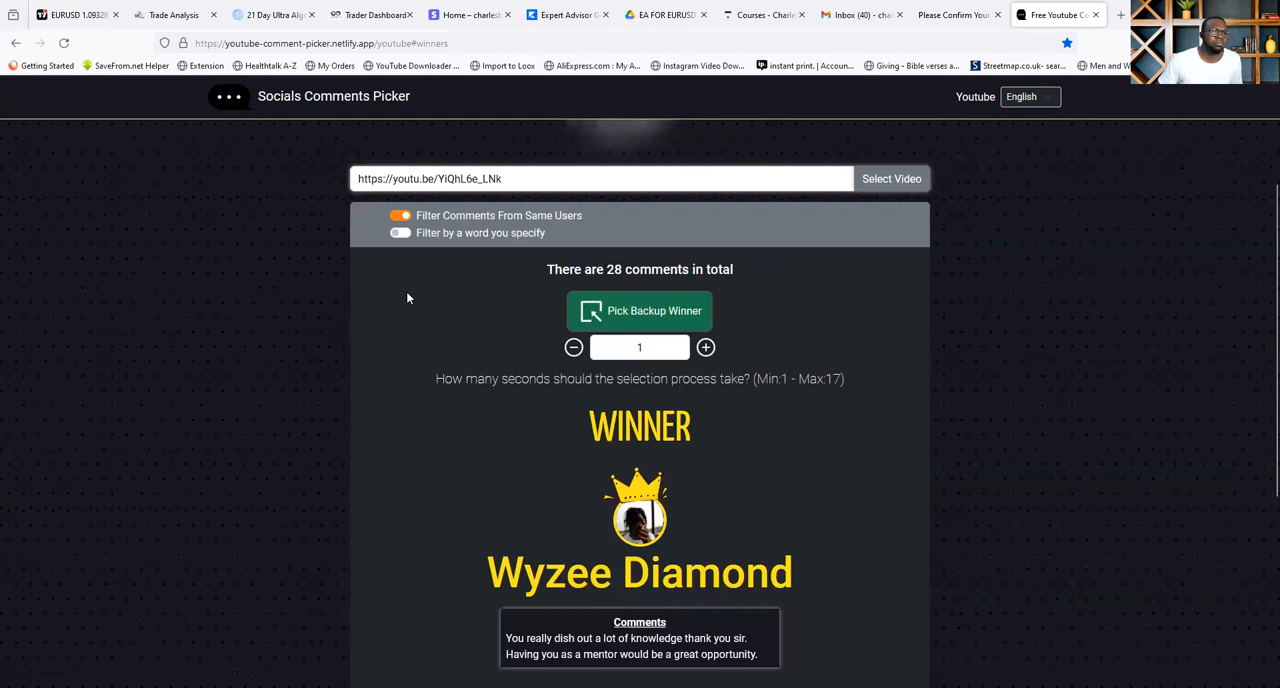 EURUSD 1.09328
Trade Analysis
21 Day Ultra Algo
Trader Dashboard
Home – charlesb
Expert Advisor G
EA FOR EURUSD
Courses - Charle
Inbox (40) - cha
Please Confirm Your
Free Youtube Co
https://youtube-comment-picker.netlify.app/youtube#winners
Getting Started
SaveFrom.net Helper
Extension
Healthtalk A-Z
My Orders
YouTube Downloader ...
Import to Loox
AliExpress.com : My A...
Instagram Video Dow...
instant print. | Accoun...
Giving - Bible verses a...
Streetmap.co.uk- sear...
Men and W
Socials Comments Picker
Youtube
English
https://youtu.be/YiQhL6e_LNk
Select Video
Filter Comments From Same Users
Filter by a word you specify
There are 28 comments in total
Pick Backup Winner
1
How many seconds should the selection process take? (Min:1 - Max:17)
WINNER
Wyzee Diamond
Comments
You really dish out a lot of knowledge thank you sir.
Having you as a mentor would be a great opportunity.